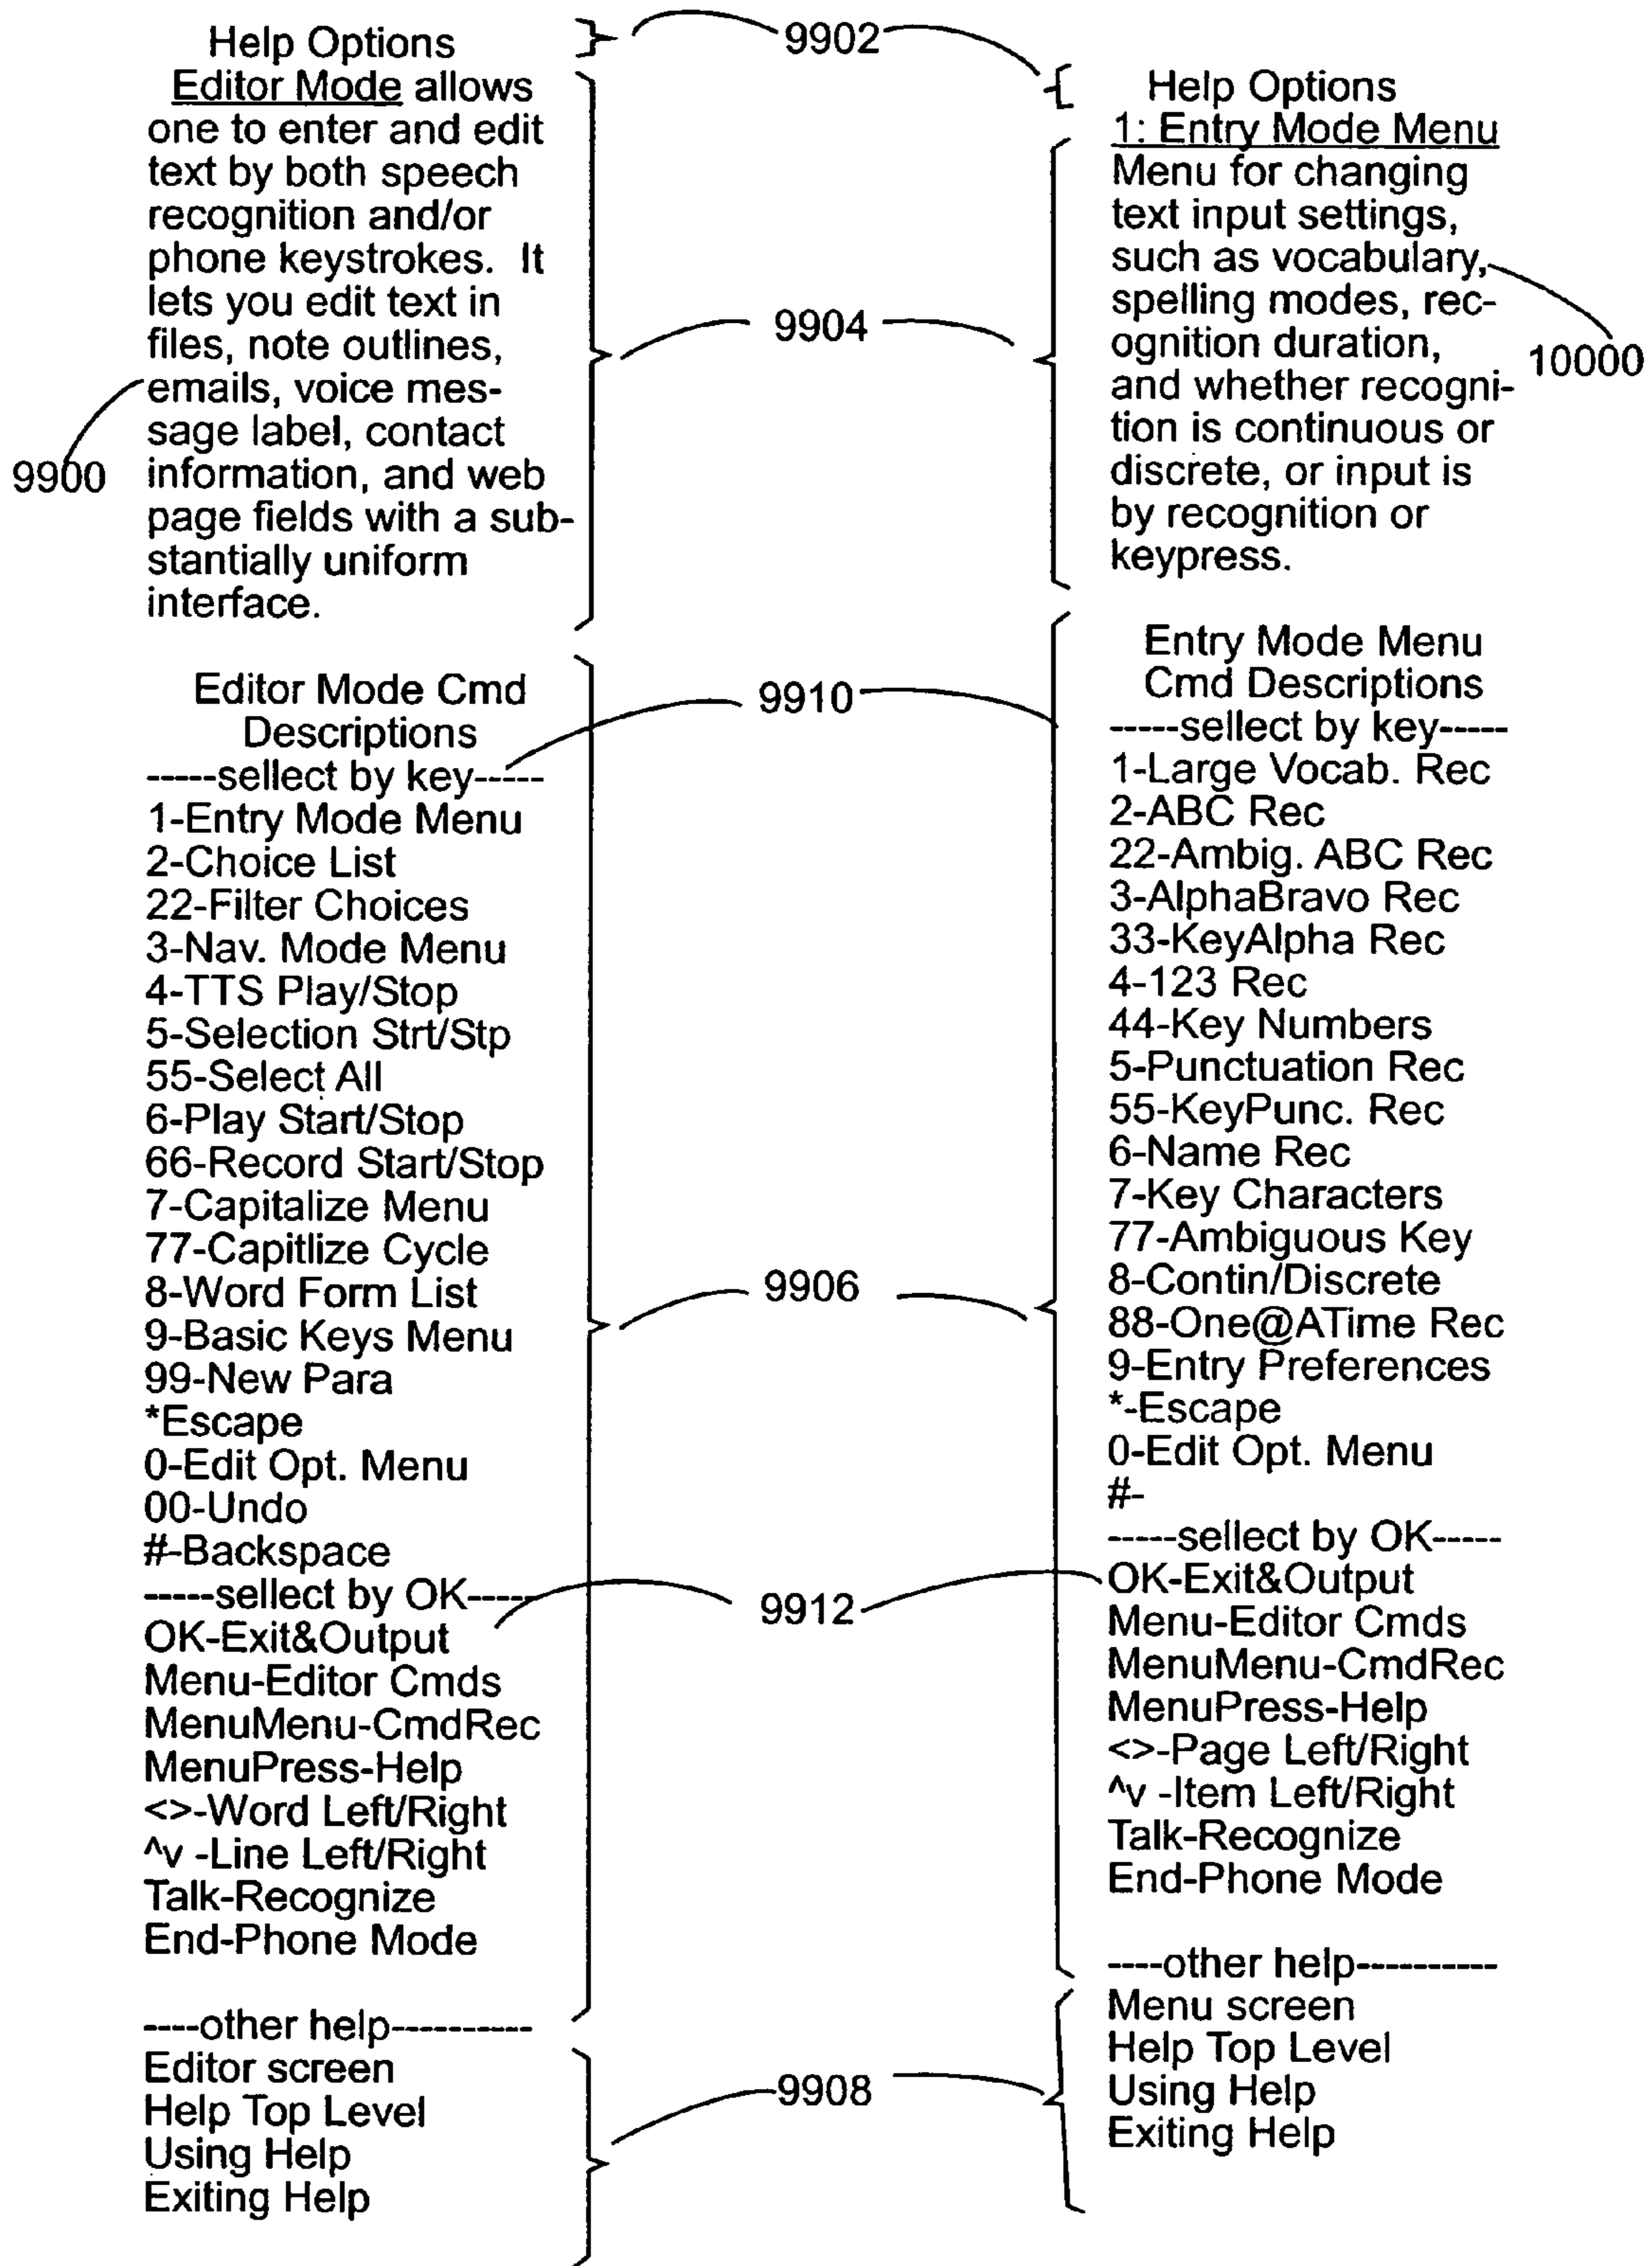 Help Options
Editor Mode allows
one to enter and edit
text by both speech
recognition and/or
phone keystrokes.  It
lets you edit text in
files, note outlines,
emails, voice mes-
sage label, contact
information, and web
page fields with a sub-
stantially uniform
interface.
Editor Mode Cmd
Descriptions
-----sellect by key-----
1-Entry Mode Menu
2-Choice List
22-Filter Choices
3-Nav. Mode Menu
4-TTS Play/Stop
5-Selection Strt/Stp
55-Select All
6-Play Start/Stop
66-Record Start/Stop
7-Capitalize Menu
77-Capitlize Cycle
8-Word Form List
9-Basic Keys Menu
99-New Para
*Escape
0-Edit Opt. Menu
00-Undo
#-Backspace
-----sellect by OK-----
OK-Exit&Output
Menu-Editor Cmds
MenuMenu-CmdRec
MenuPress-Help
<>-Word Left/Right
^v -Line Left/Right
Talk-Recognize
End-Phone Mode
----other help----------
Editor screen
Help Top Level
Using Help
Exiting Help
9900
9902
9904
9910
9906
9912
9908
Help Options
1: Entry Mode Menu
Menu for changing
text input settings,
such as vocabulary,
spelling modes, rec-
ognition duration,
and whether recogni-
tion is continuous or
discrete, or input is
by recognition or
keypress.
10000
Entry Mode Menu
Cmd Descriptions
-----sellect by key-----
1-Large Vocab. Rec
2-ABC Rec
22-Ambig. ABC Rec
3-AlphaBravo Rec
33-KeyAlpha Rec
4-123 Rec
44-Key Numbers
5-Punctuation Rec
55-KeyPunc. Rec
6-Name Rec
7-Key Characters
77-Ambiguous Key
8-Contin/Discrete
88-One@ATime Rec
9-Entry Preferences
*-Escape
0-Edit Opt. Menu
#-
-----sellect by OK-----
OK-Exit&Output
Menu-Editor Cmds
MenuMenu-CmdRec
MenuPress-Help
<>-Page Left/Right
^v -Item Left/Right
Talk-Recognize
End-Phone Mode
----other help----------
Menu screen
Help Top Level
Using Help
Exiting Help